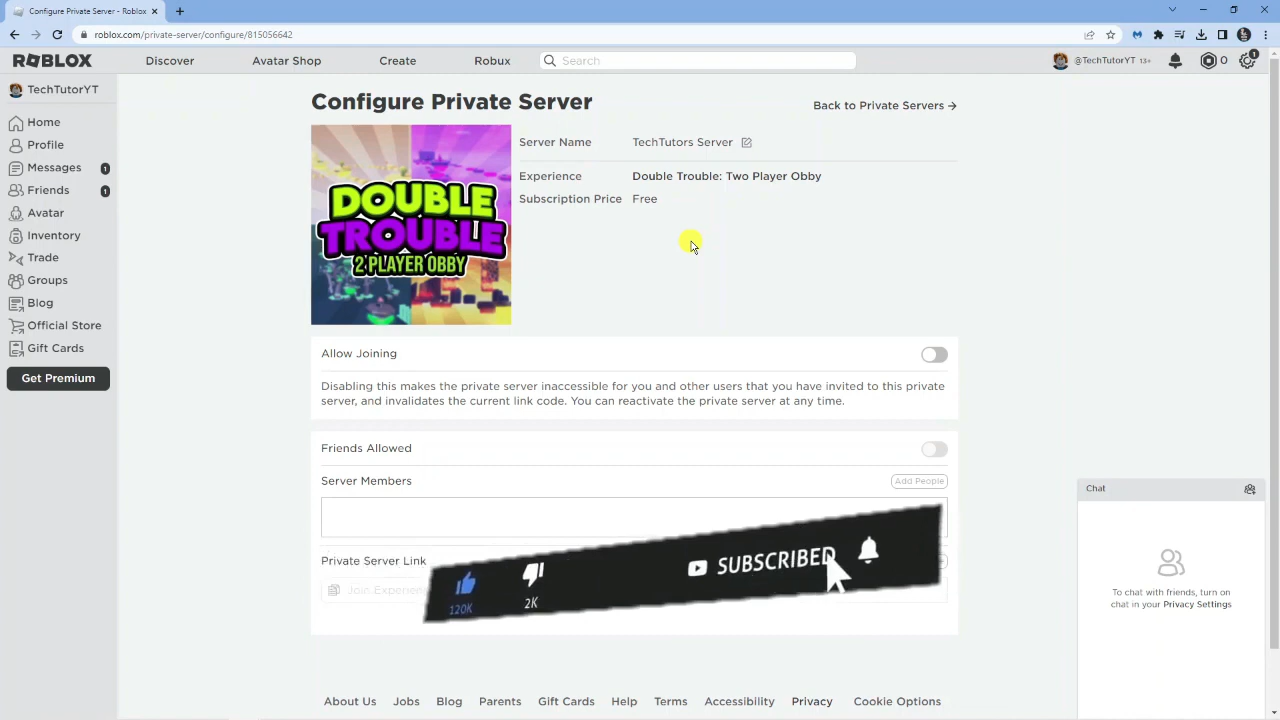 Configure Private Server - Roblox
roblox.com/private-server/configure/815056642
ROBLOX
Discover
Avatar Shop
Create
Robux
Search
@TechTutorYT 13+
0
1
TechTutorYT
Home
Profile
Messages 1
Friends 1
Avatar
Inventory
Trade
Groups
Blog
Official Store
Gift Cards
Get Premium
Configure Private Server
Back to Private Servers →
DOUBLE
TROUBLE
2 PLAYER OBBY
Server Name TechTutors Server
Experience Double Trouble: Two Player Obby
Subscription Price Free
Allow Joining
Disabling this makes the private server inaccessible for you and other users that you have invited to this private
server, and invalidates the current link code. You can reactivate the private server at any time.
Friends Allowed
Server Members
Add People
Private Server Link
Join Experien
120K
2K
SUBSCRIBED
Chat
To chat with friends, turn on
chat in your Privacy Settings
About Us
Jobs
Blog
Parents
Gift Cards
Help
Terms
Accessibility
Privacy
Cookie Options